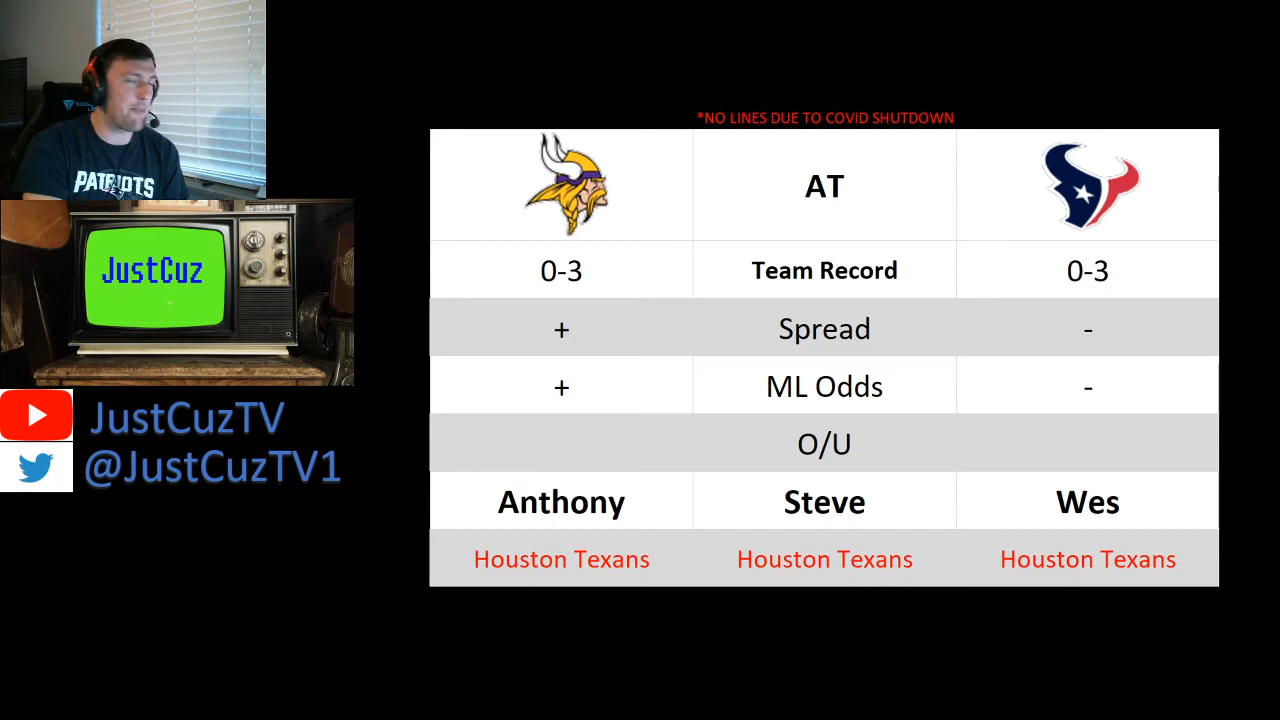 PATRIOTS
JustCuz
JustCuzTV
@JustCuzTV1
*NO LINES DUE TO COVID SHUTDOWN
AT
0-3 Team Record 0-3
+ Spread -
+ ML Odds -
O/U
Anthony Steve Wes
Houston Texans Houston Texans Houston Texans